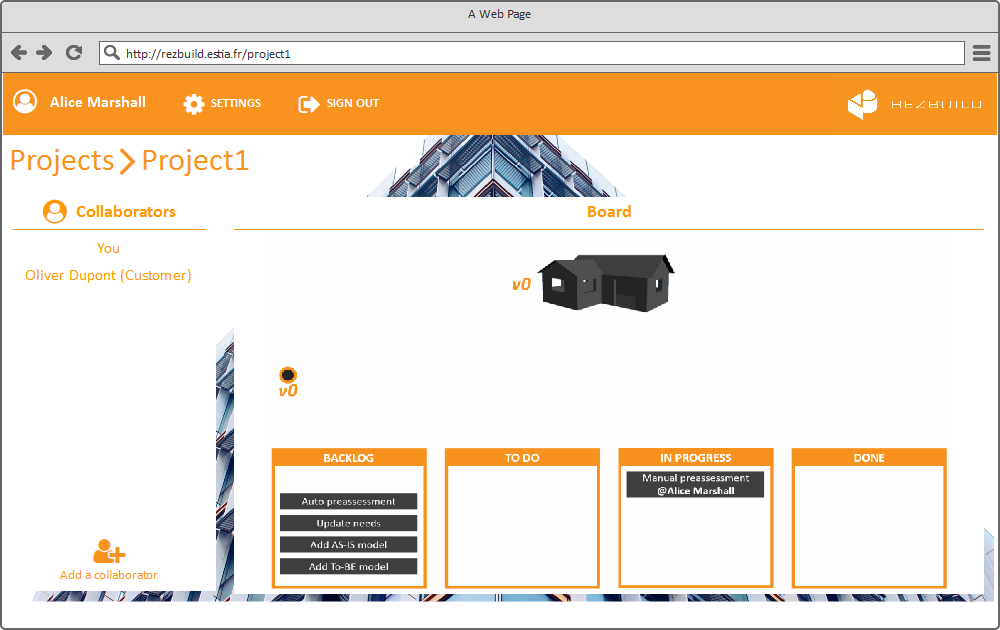 A Web Page
http://rezbuild.estia.fr/project1
Alice Marshall
SETTINGS
SIGN OUT
REZBUILD
Projects
Project1
Collaborators
Board
You
Oliver Dupont (Customer)
v0
v0
BACKLOG
TO DO
IN PROGRESS
DONE
Manual preassessment
@Alice Marshall
Auto preassessment
Update needs
Add AS-IS model
Add To-BE model
Add a collaborator